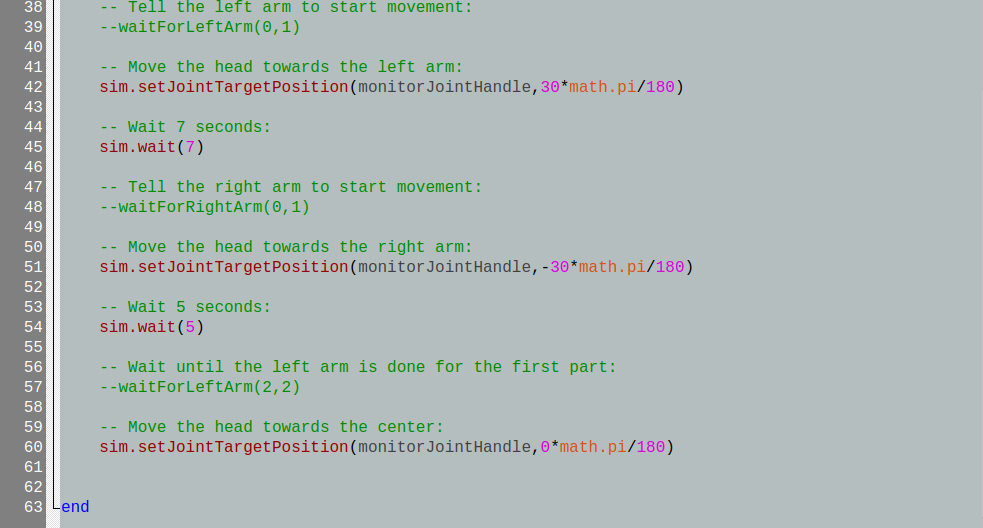 38 -- Tell the left arm to start movement:
39 --waitForLeftArm(0,1)
40
41 -- Move the head towards the left arm:
42 sim.setJointTargetPosition(monitorJointHandle,30*math.pi/180)
43
44 -- Wait 7 seconds:
45 sim.wait(7)
46
47 -- Tell the right arm to start movement:
48 --waitForRightArm(0,1)
49
50 -- Move the head towards the right arm:
51 sim.setJointTargetPosition(monitorJointHandle,-30*math.pi/180)
52
53 -- Wait 5 seconds:
54 sim.wait(5)
55
56 -- Wait until the left arm is done for the first part:
57 --waitForLeftArm(2,2)
58
59 -- Move the head towards the center:
60 sim.setJointTargetPosition(monitorJointHandle,0*math.pi/180)
61
62
63 end